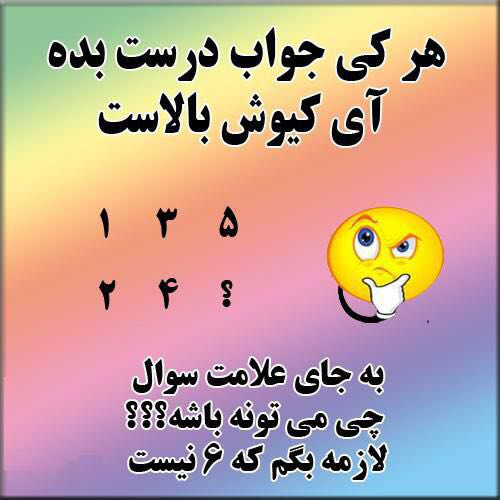 هر کی جواب درست بده
آی کیوش بالاست
۱ ۳ ۵
۲ ۴ ؟
به جای علامت سوال
چی می تونه باشه؟؟؟
لازمه بگم که ۶ نیست